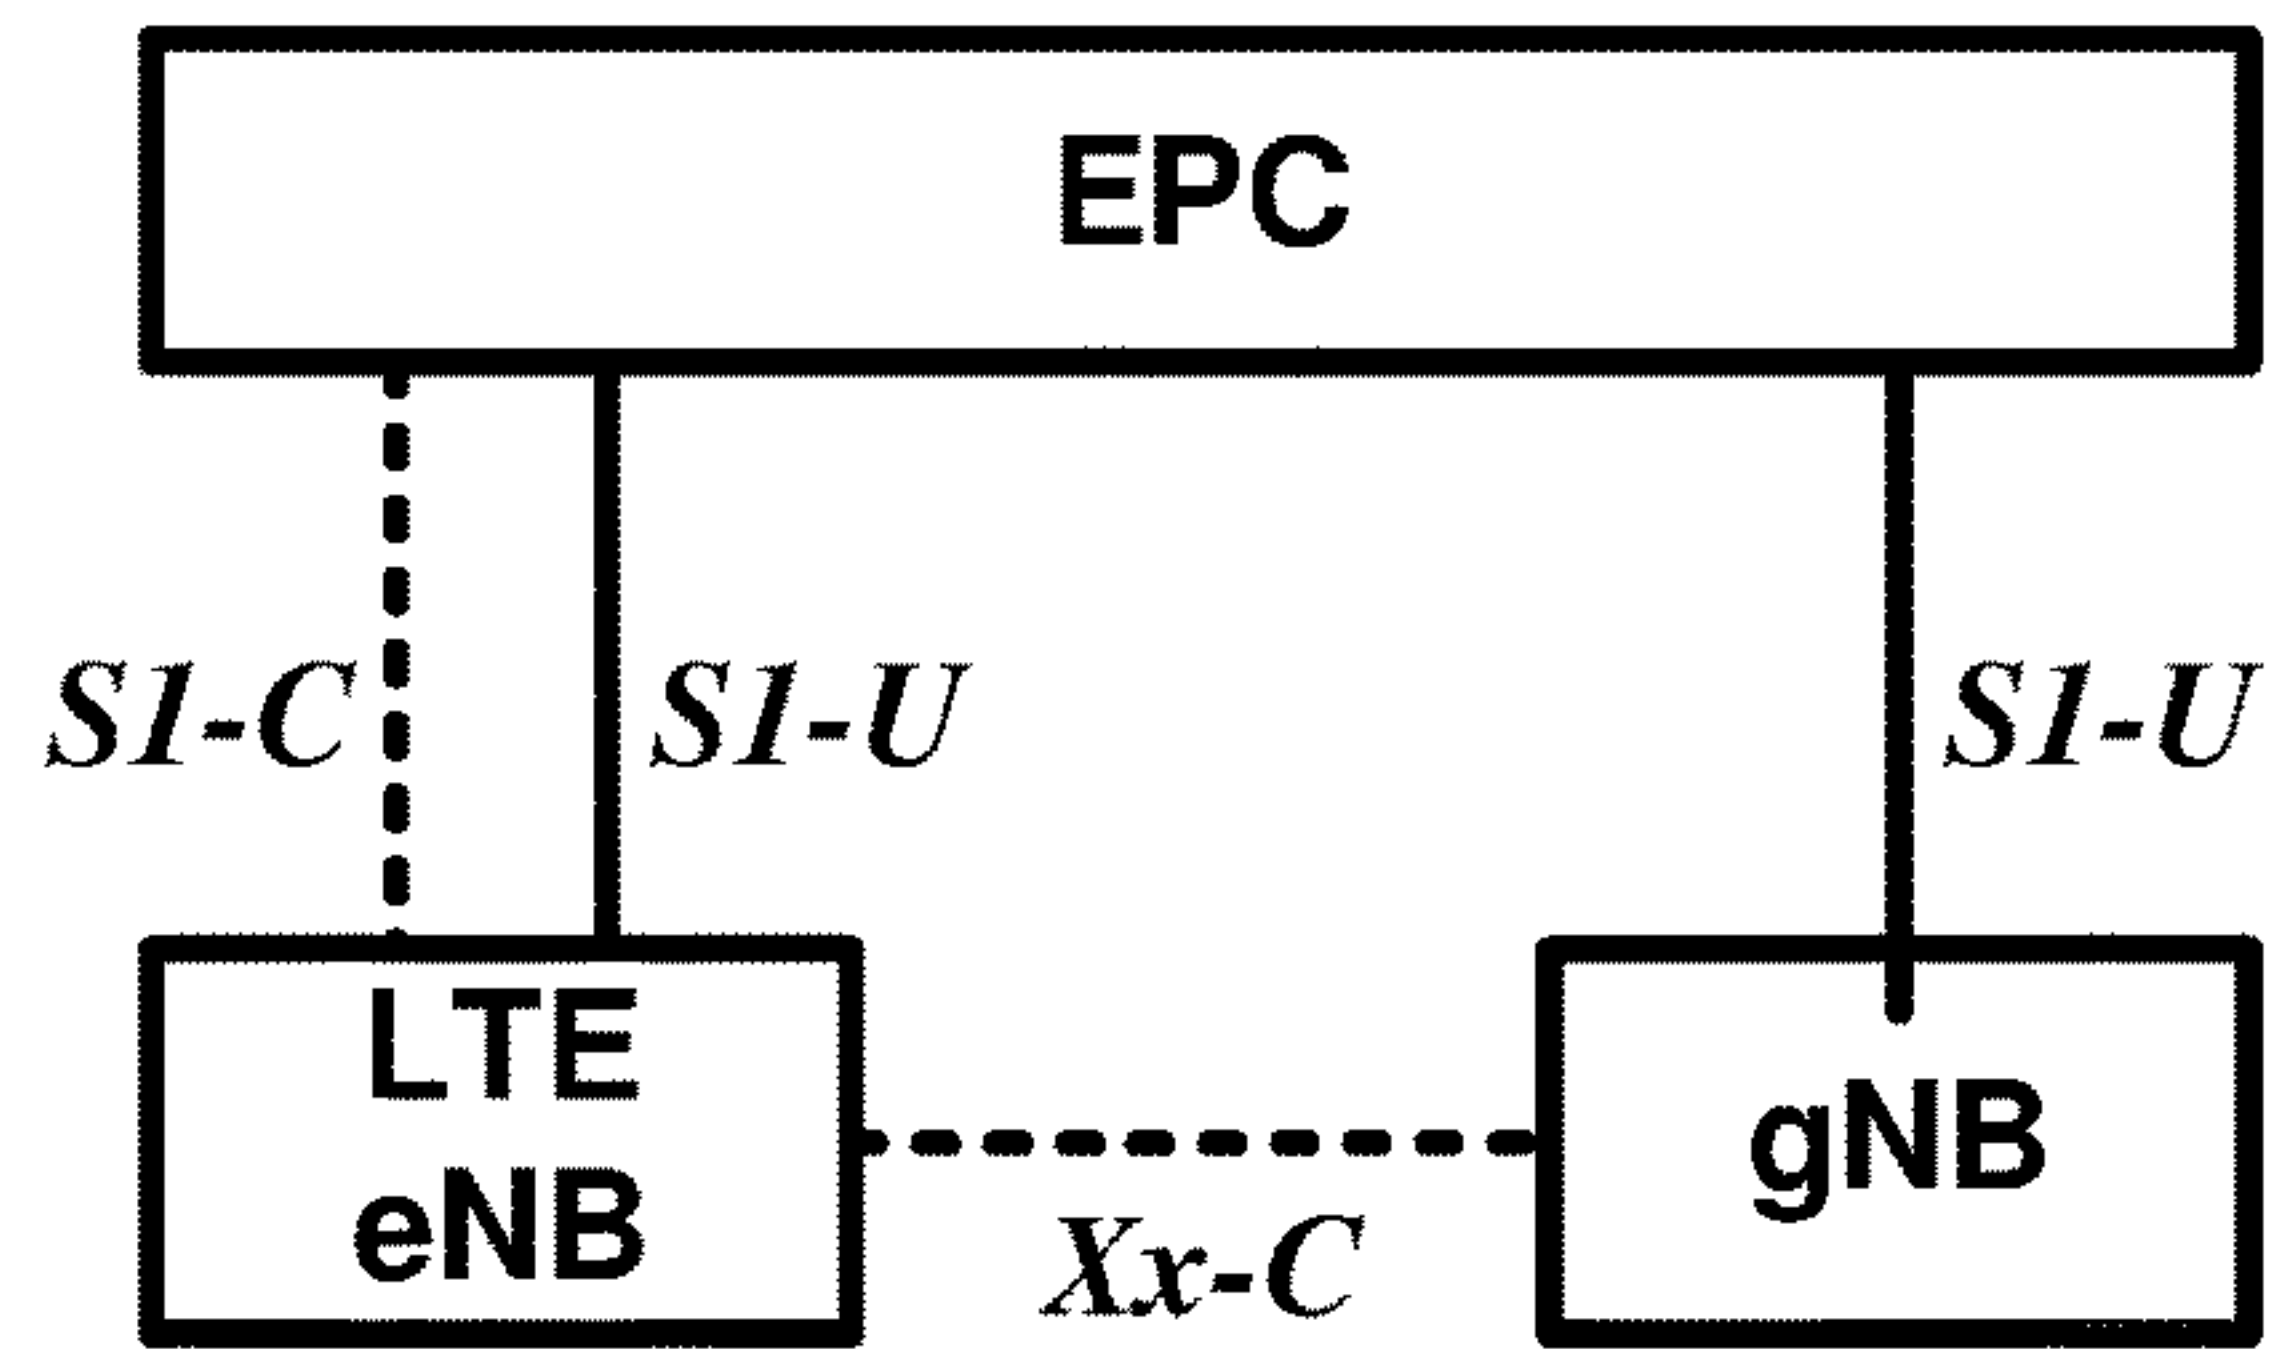 EPC
S1-C
S1-U
S1-U
LTE
eNB
gNB
Xx-C